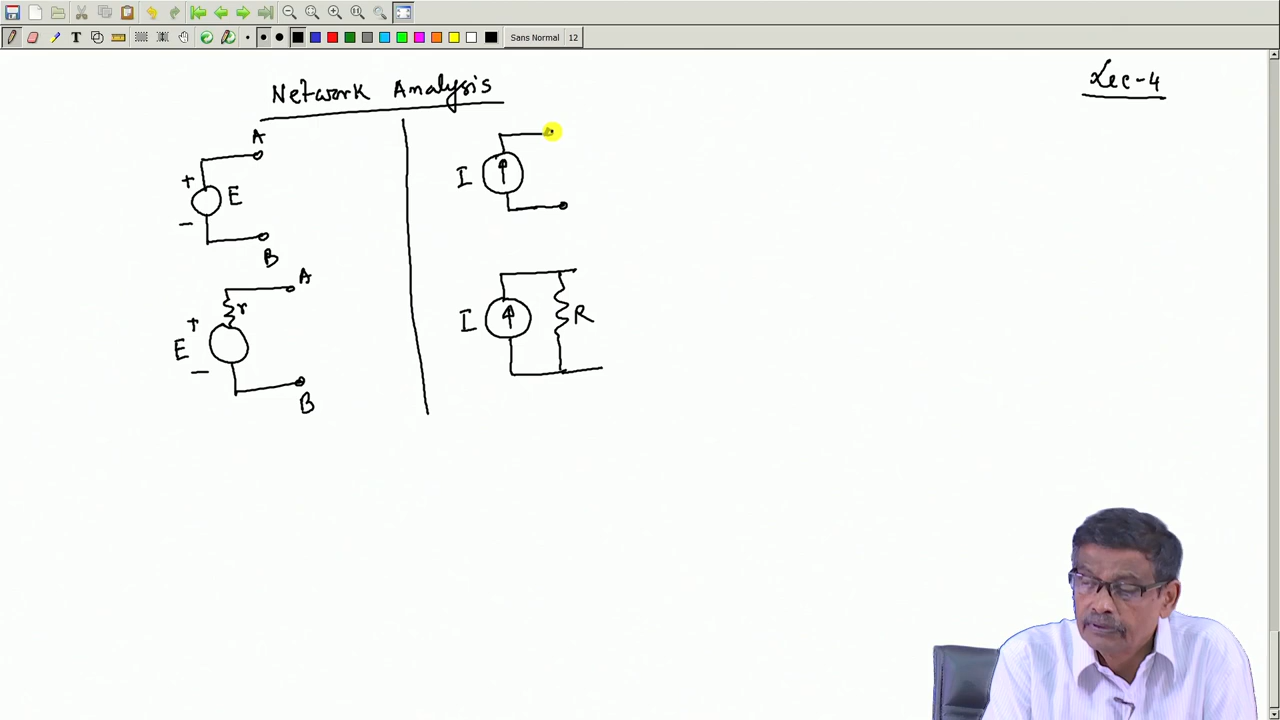 Sans Normal 12
Network Analysis
Lec-4
A
+
E
-
B
I
A
r
+
E
-
B
I
R